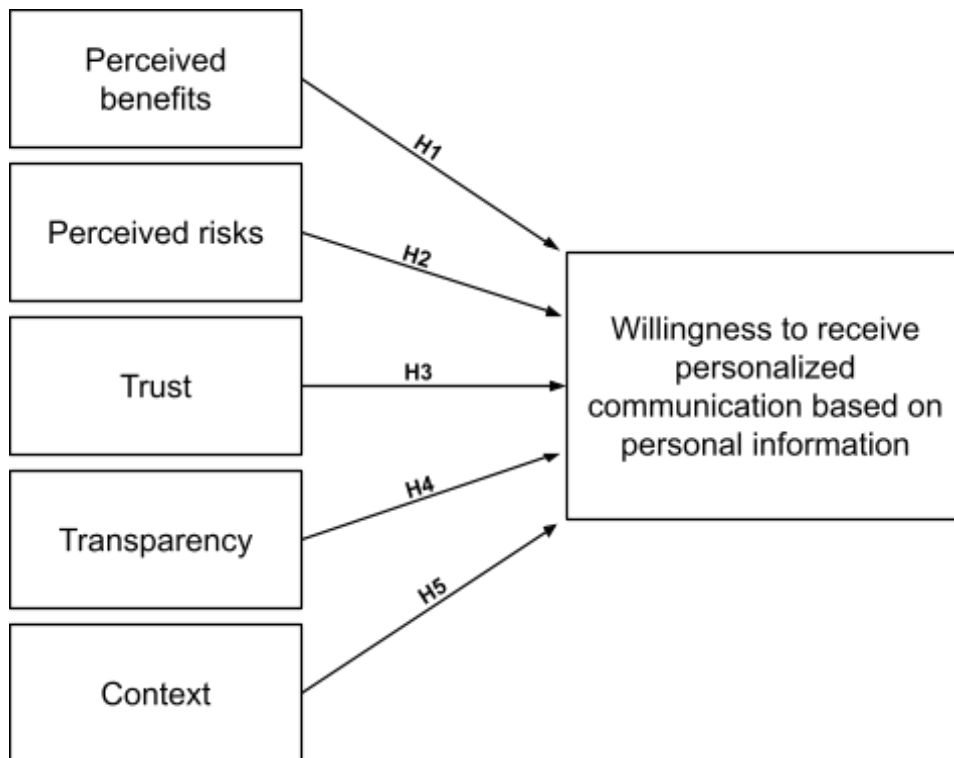 Perceived
benefits
H1
Perceived risks
H2
Trust
H3
Transparency
H4
Context
H5
Willingness to receive
personalized
communication based on
personal information